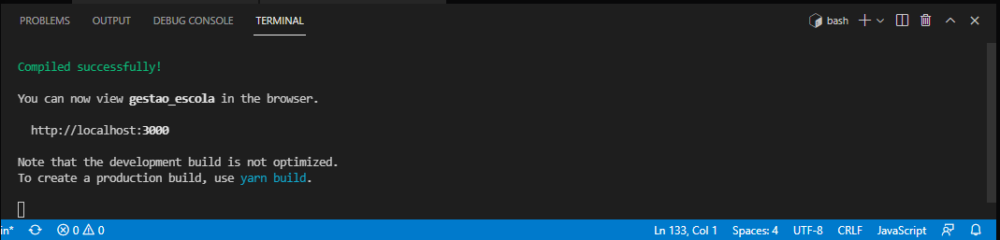 PROBLEMS OUTPUT DEBUG CONSOLE TERMINAL bash
Compiled successfully!
You can now view gestao_escola in the browser.
http://localhost:3000
Note that the development build is not optimized.
To create a production build, use yarn build.
in* 0 0 Ln 133, Col 1 Spaces: 4 UTF-8 CRLF JavaScript